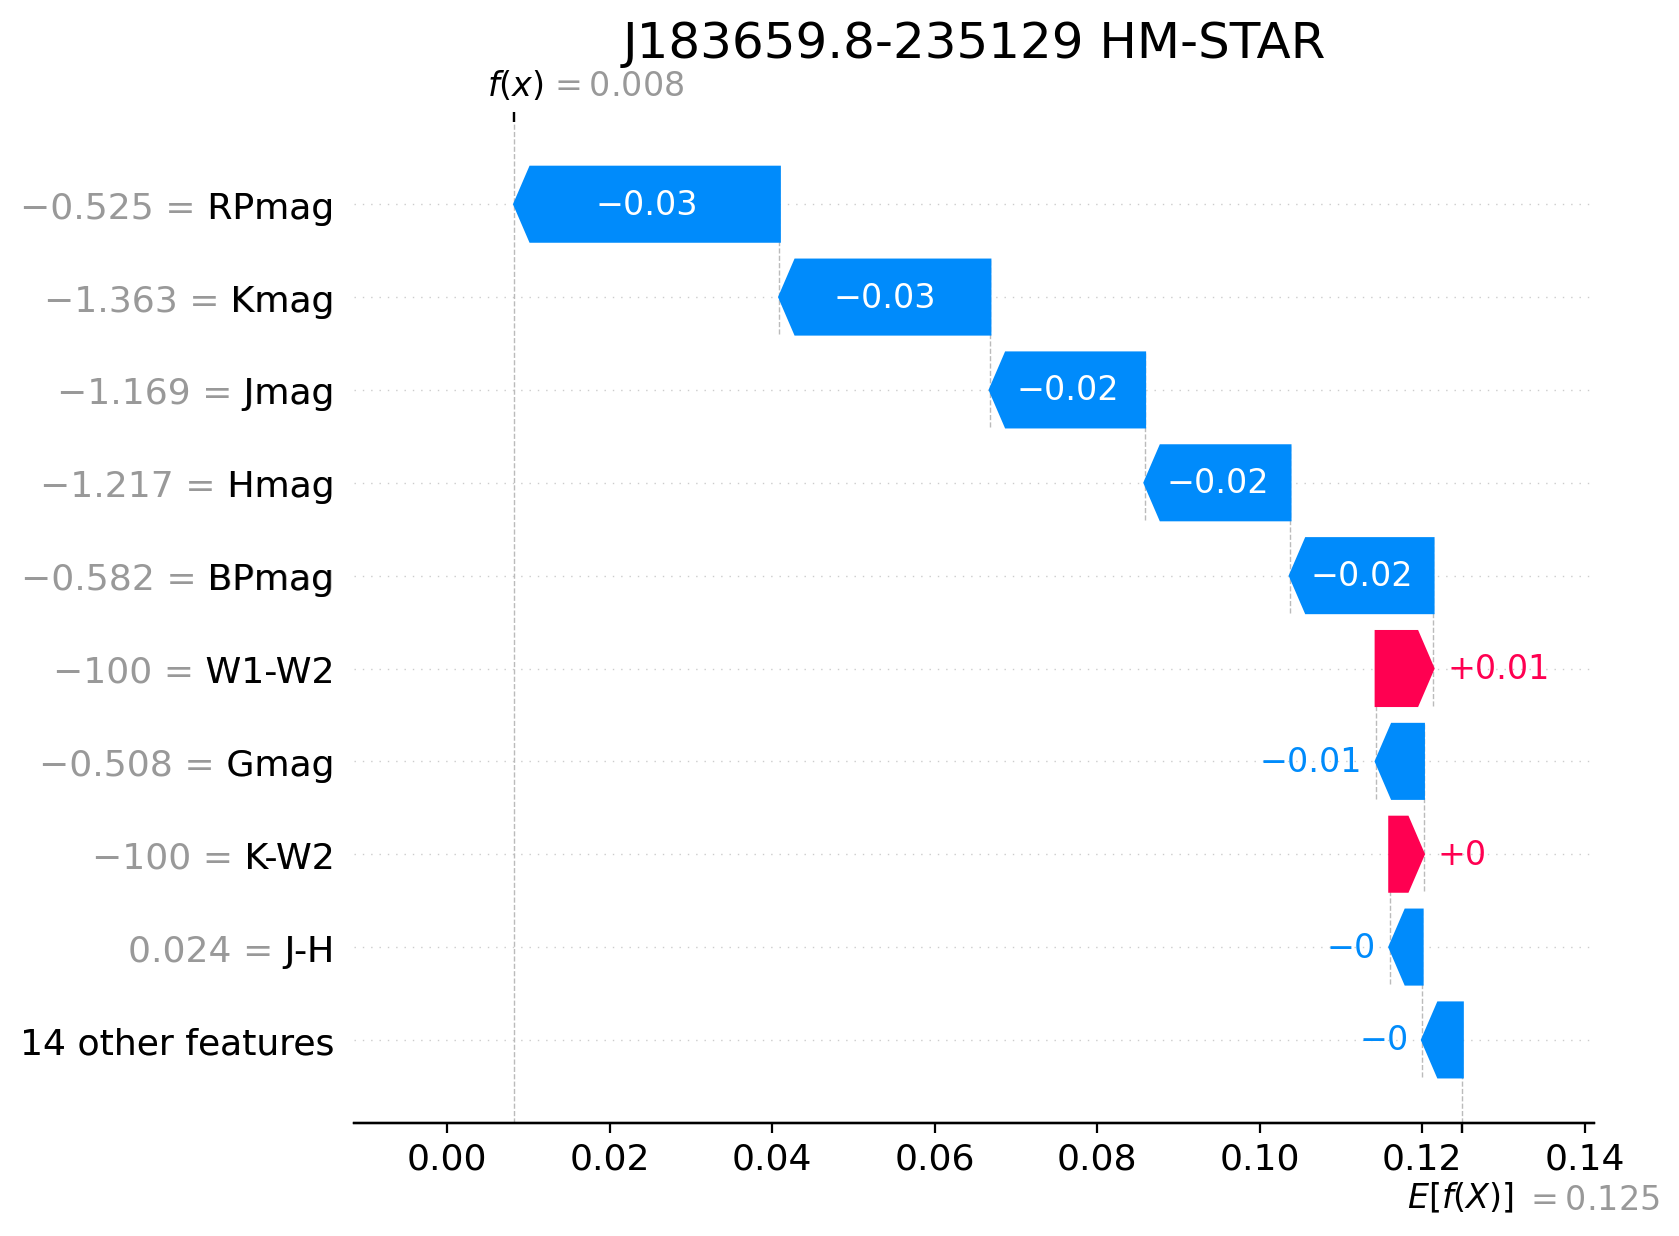 J183659.8-235129 HM-STAR
f(x) = 0.008
−0.525 = RPmag
−0.03
−1.363 = Kmag
−0.03
−1.169 = Jmag
−0.02
−1.217 = Hmag
−0.02
−0.582 = BPmag
−0.02
−100 = W1-W2
+0.01
−0.508 = Gmag
−0.01
−100 = K-W2
+0
0.024 = J-H
−0
14 other features
−0
0.00 0.02 0.04 0.06 0.08 0.10 0.12 0.14
E[f(X)] = 0.125